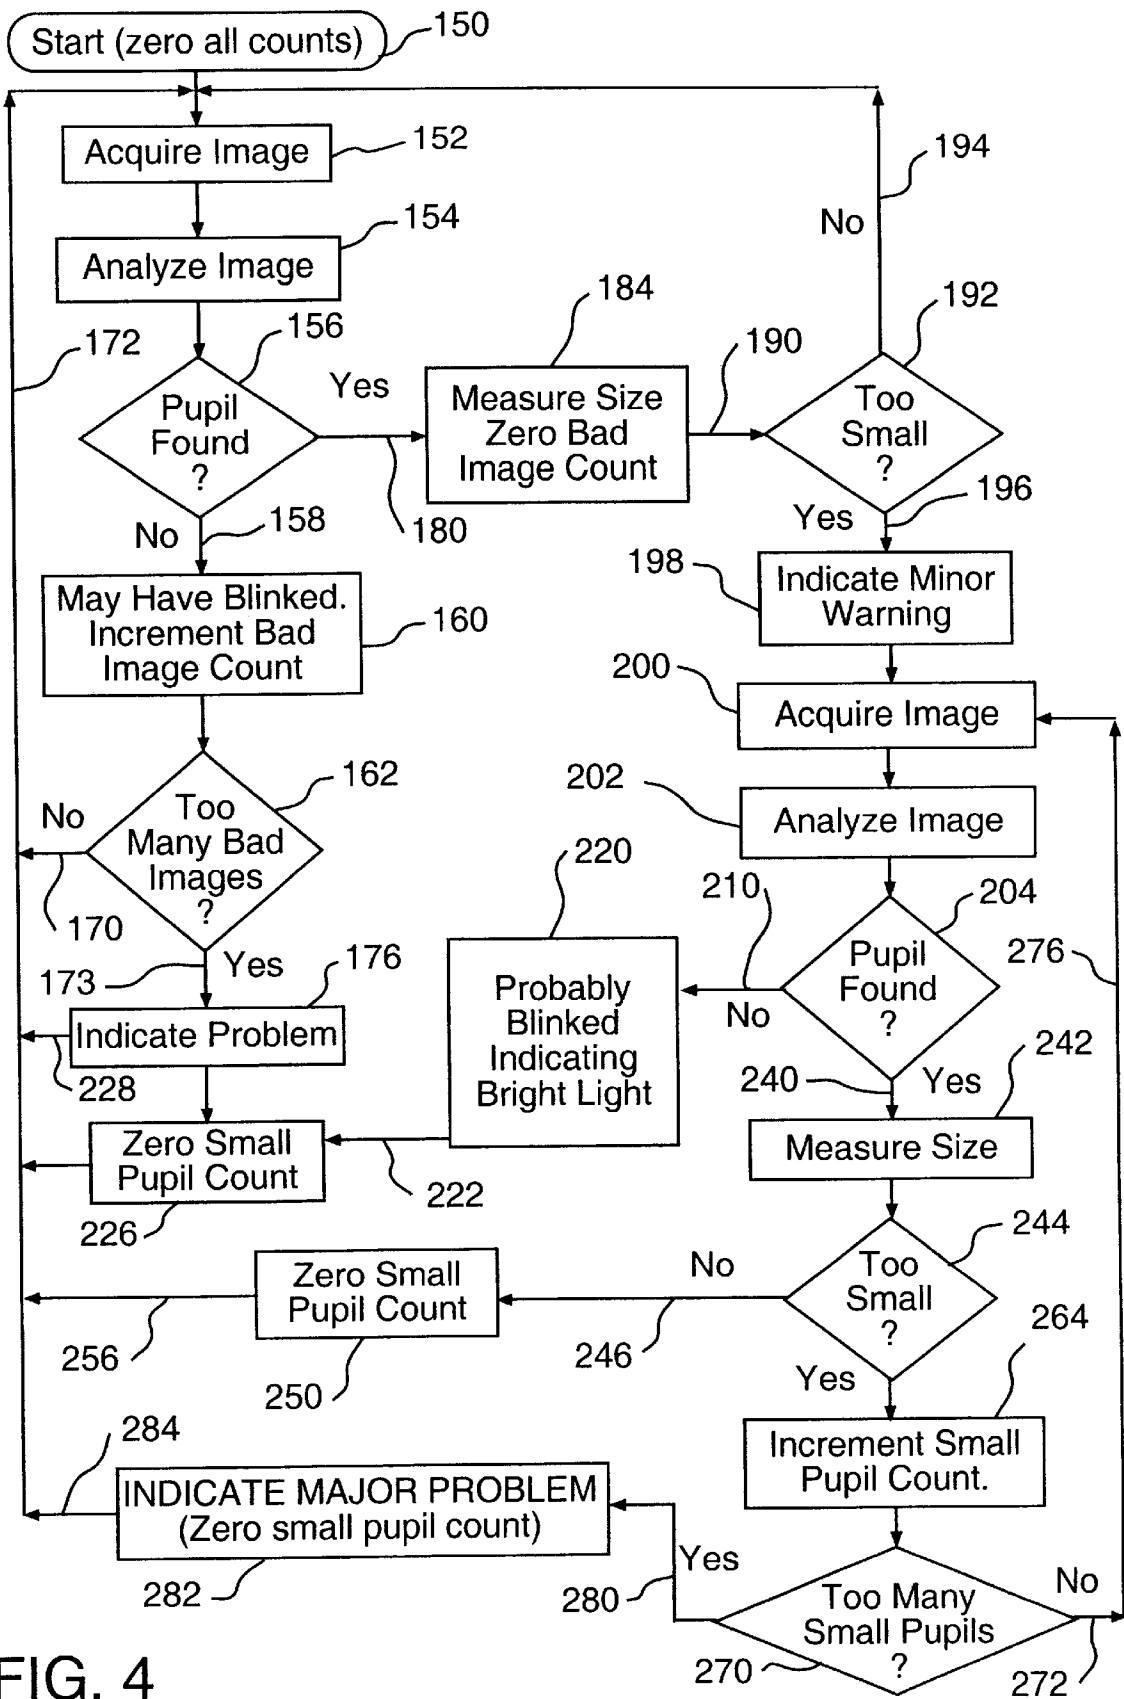 Start (zero all counts)
150
Acquire Image
152
194
No
154
Analyze Image
184
192
156
172
190
Yes
Pupil
Found
?
Measure Size
Zero Bad
Image Count
Too
Small
?
No
158
180
Yes
196
198
Indicate Minor
Warning
May Have Blinked.
Increment Bad
Image Count
160
200
Acquire Image
162
202
No
Too
Many Bad
Images
?
Analyze Image
220
210
204
170
173
Yes
176
Pupil
Found
?
276
No
Probably
Blinked
Indicating
Bright Light
Indicate Problem
228
242
240
Yes
Zero Small
Pupil Count
Measure Size
222
226
244
No
Too
Small
?
Zero Small
Pupil Count
264
256
246
250
Yes
284
Increment Small
Pupil Count.
INDICATE MAJOR PROBLEM
(Zero small pupil count)
Yes
No
282
280
Too Many
Small Pupils
?
270
272
FIG. 4